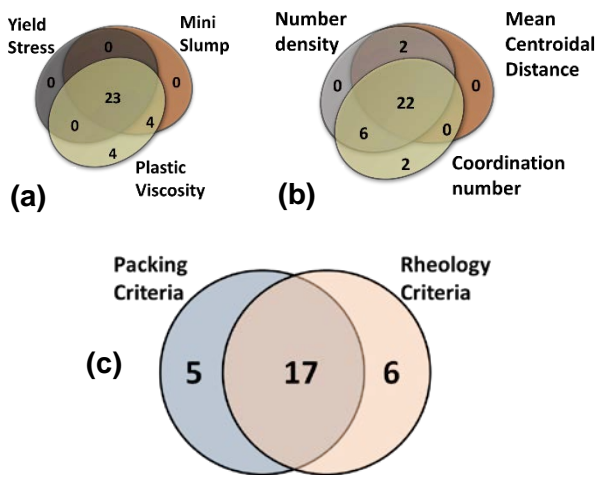 Yield
Stress
Mini
Slump
0
0
0
23
0
4
4
Plastic
Viscosity
(a)
Number
density
Mean
Centroidal
Distance
2
0
0
22
6
0
2
Coordination
number
(b)
Packing
Criteria
Rheology
Criteria
(c)
5
17
6